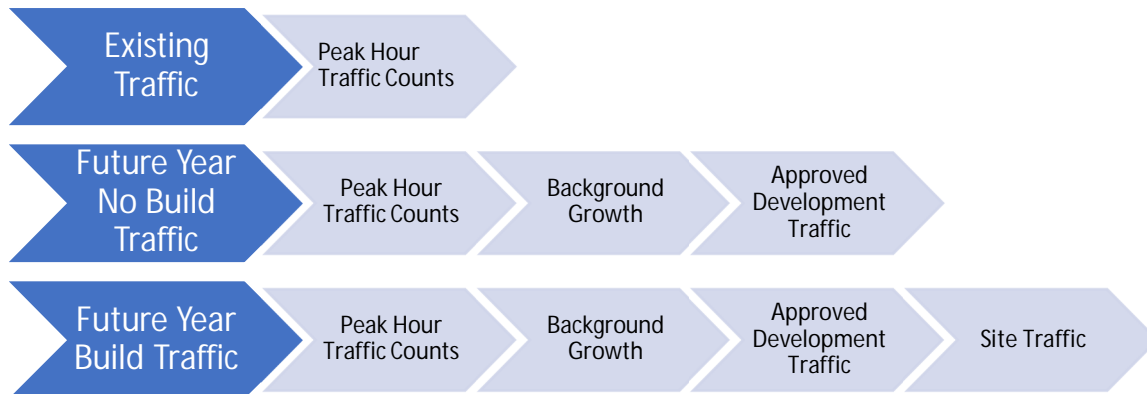 Existing
Traffic
Peak Hour
Traffic Counts
Future Year
No Build
Traffic
Peak Hour
Traffic Counts
Background
Growth
Approved
Development
Traffic
Future Year
Build Traffic
Peak Hour
Traffic Counts
Background
Growth
Approved
Development
Traffic
Site Traffic